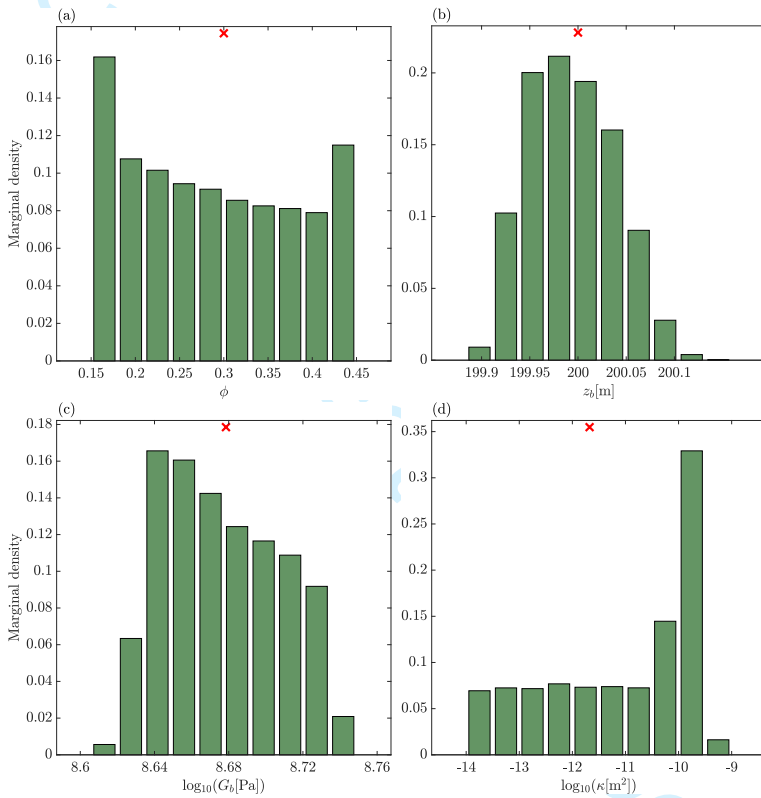 (a)
(b)
0.16
0.14
0.12
0.1
0.08
0.06
0.04
0.02
0
Marginal density
0.15 0.2 0.25 0.3 0.35 0.4 0.45
ϕ
0.2
0.15
0.1
0.05
0
199.9 199.95 200 200.05 200.1
z_b[m]
(c)
(d)
0.18
0.16
0.14
0.12
0.1
0.08
0.06
0.04
0.02
0
Marginal density
8.6 8.64 8.68 8.72 8.76
log₁₀(G_b[Pa])
0.35
0.3
0.25
0.2
0.15
0.1
0.05
0
-14 -13 -12 -11 -10 -9
log₁₀(κ[m²])